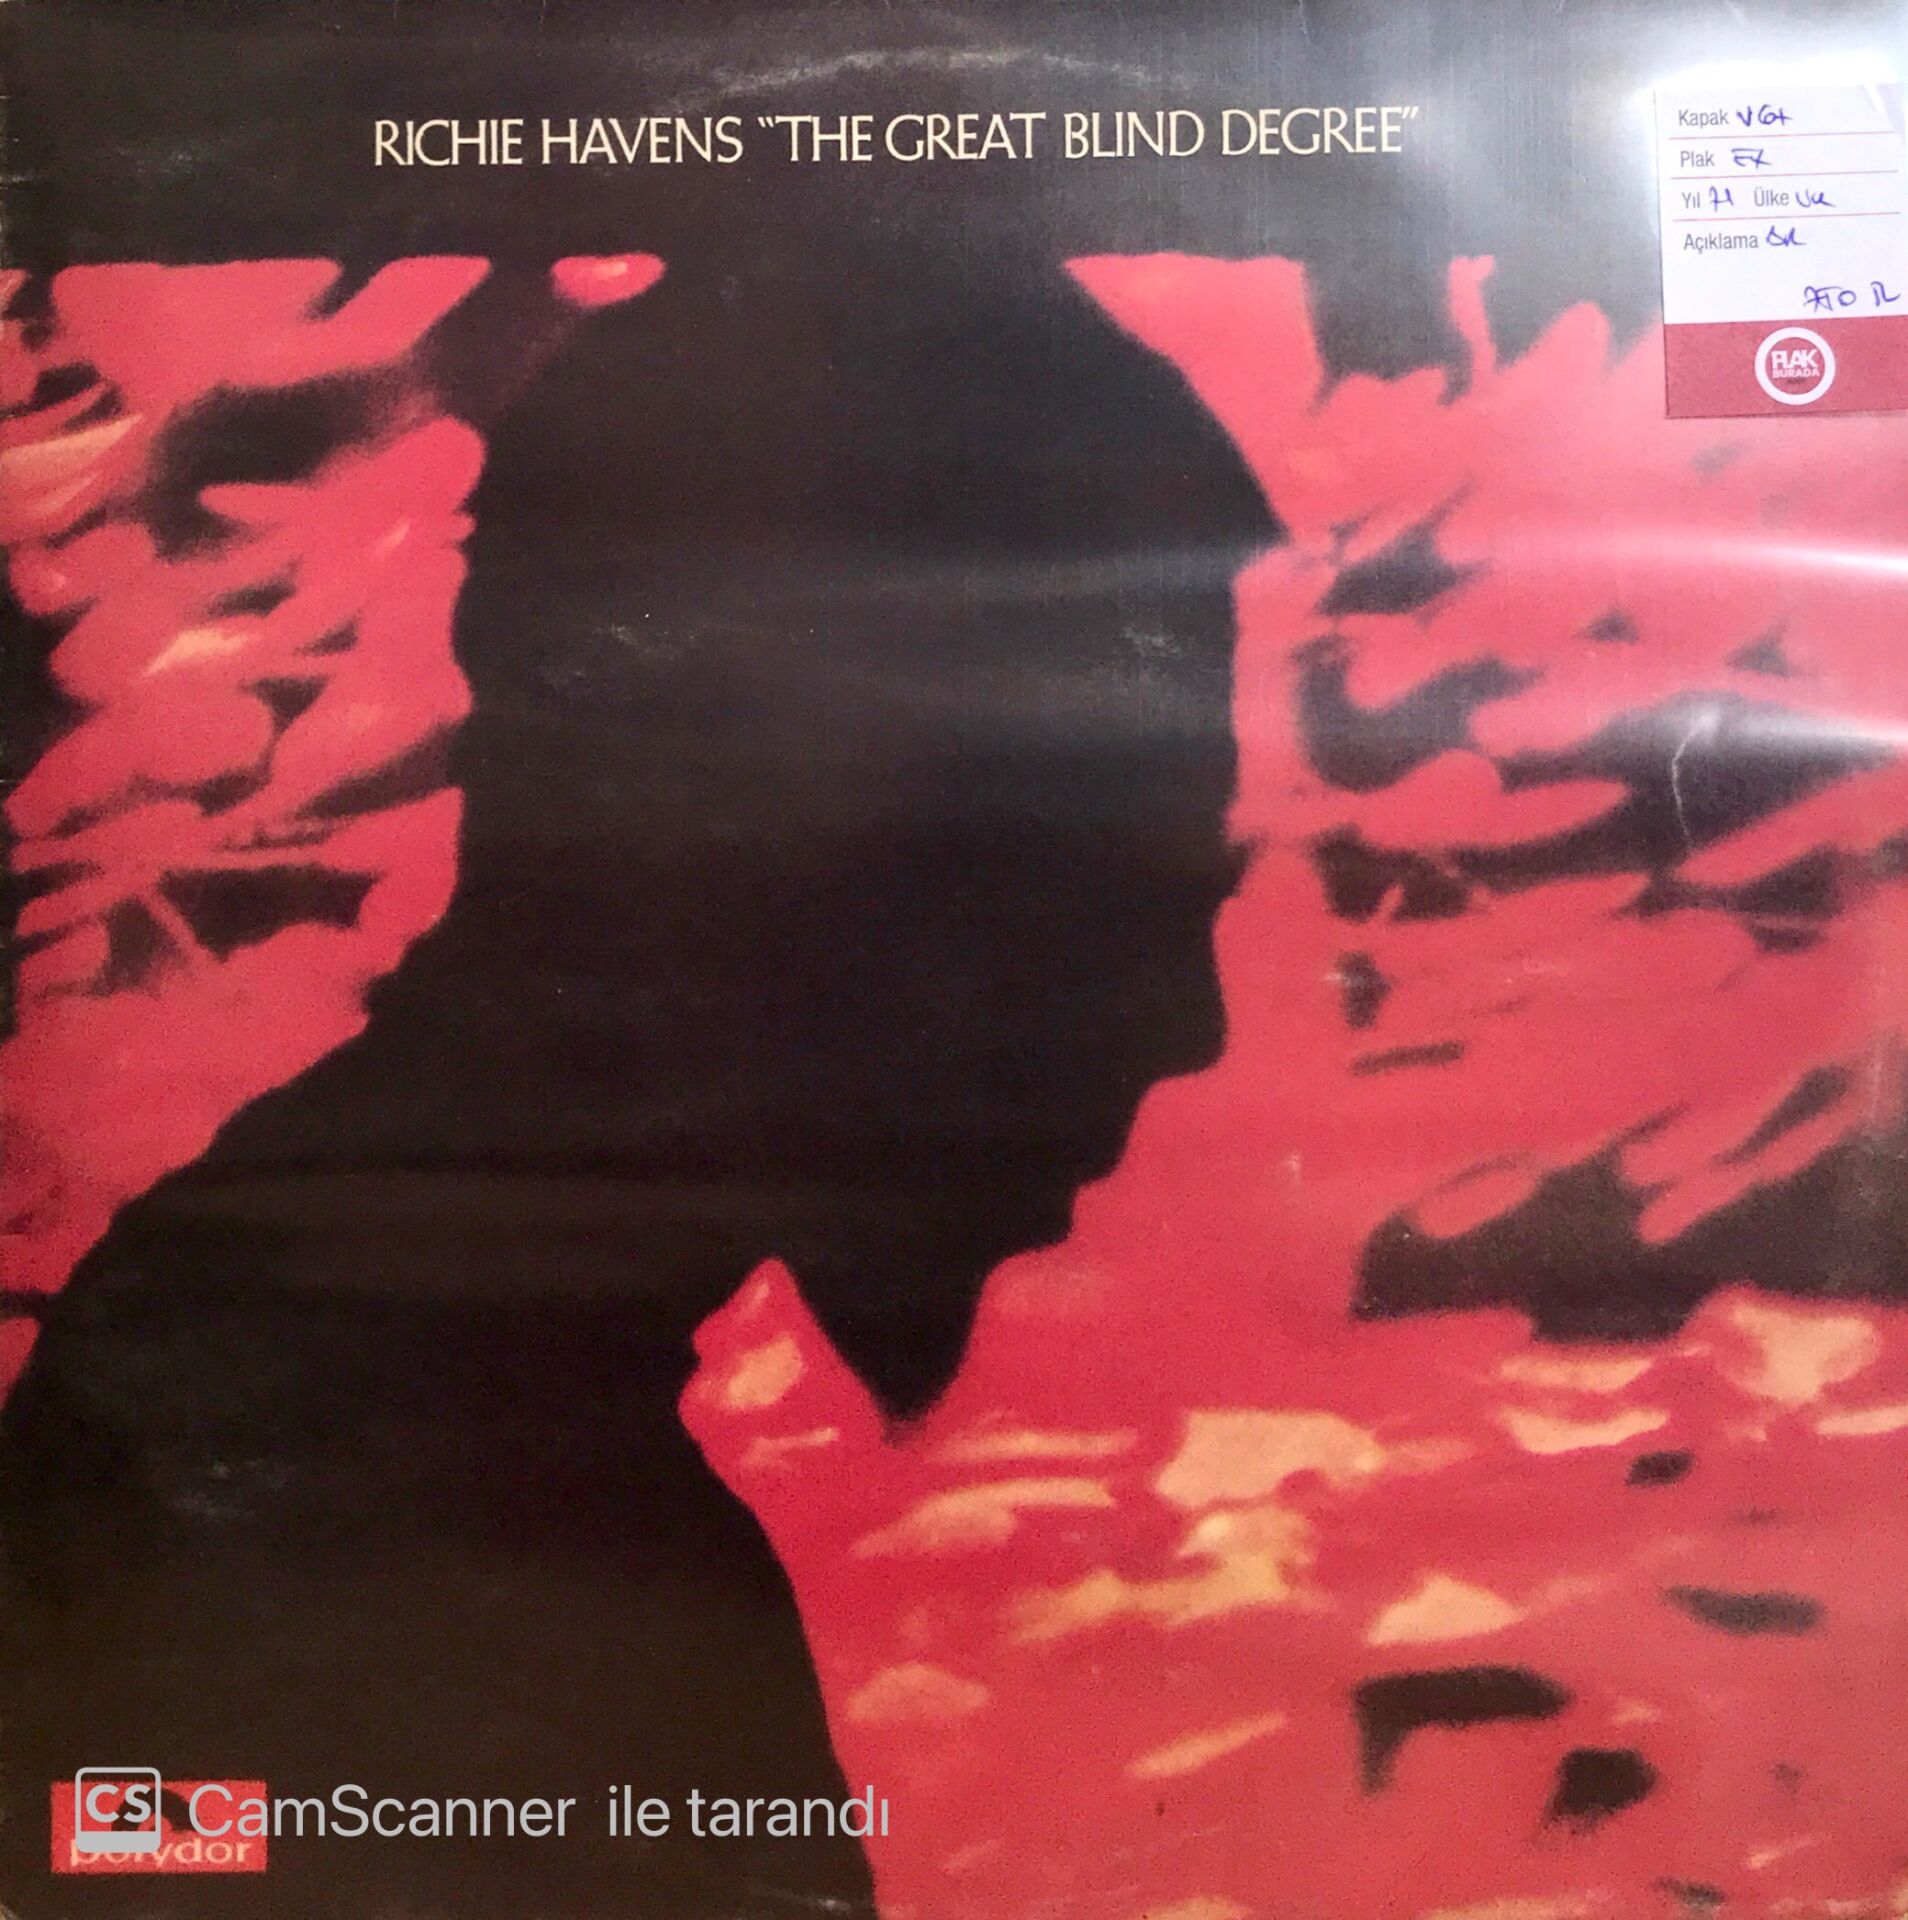 RICHIE HAVENS "THE GREAT BLIND DEGREE"
Kapak VG+
Plak EX
Yıl 71 Ülke UK
Açıklama
PLAK
BURADA
CS CamScanner ile tarandı
polydor